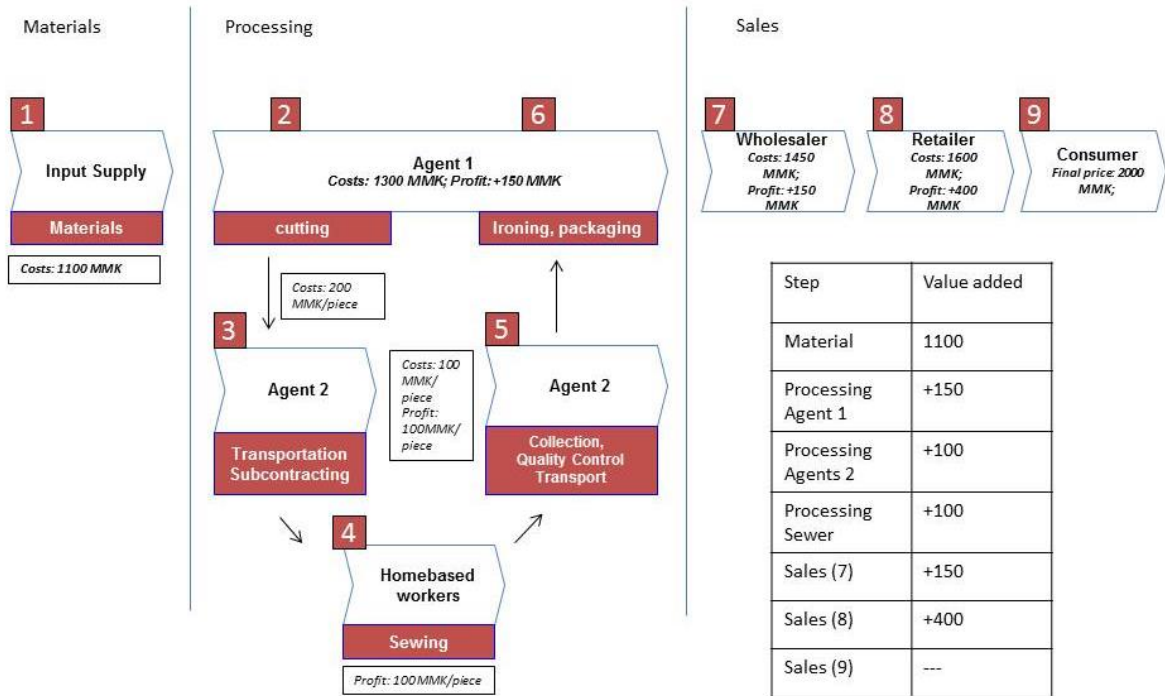 Materials
Processing
Sales
1
Input Supply
Materials
Costs: 1100 MMK
2
6
Agent 1
Costs: 1300 MMK; Profit: +150 MMK
cutting
Ironing, packaging
Costs: 200
MMK/piece
3
Agent 2
Transportation
Subcontracting
Costs: 100
MMK/
piece
Profit:
100MMK/
piece
5
Agent 2
Collection,
Quality Control
Transport
4
Homebased
workers
Sewing
Profit: 100MMK/piece
7
Wholesaler
Costs: 1450
MMK;
Profit: +150
MMK
8
Retailer
Costs: 1600
MMK;
Profit: +400
MMK
9
Consumer
Final price: 2000
MMK;
Step Value added
Material 1100
Processing +150
Agent 1
Processing +100
Agents 2
Processing +100
Sewer
Sales (7) +150
Sales (8) +400
Sales (9) ---